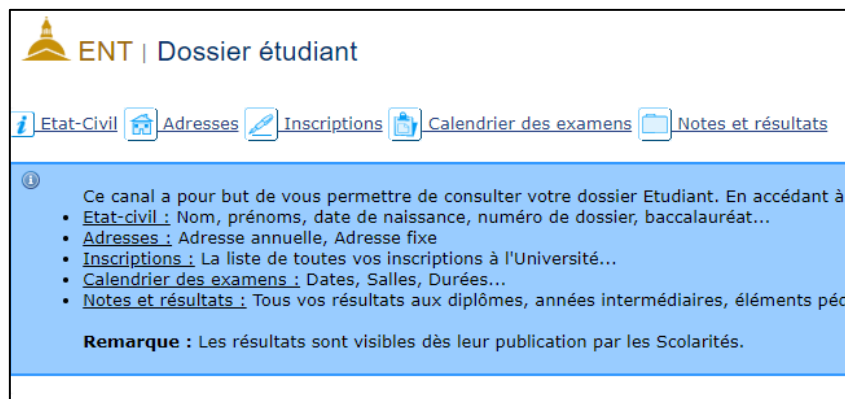 ENT | Dossier étudiant
Etat-Civil Adresses Inscriptions Calendrier des examens Notes et résultats
Ce canal a pour but de vous permettre de consulter votre dossier Etudiant. En accédant à
• Etat-civil : Nom, prénoms, date de naissance, numéro de dossier, baccalauréat...
• Adresses : Adresse annuelle, Adresse fixe
• Inscriptions : La liste de toutes vos inscriptions à l'Université...
• Calendrier des examens : Dates, Salles, Durées...
• Notes et résultats : Tous vos résultats aux diplômes, années intermédiaires, éléments
Remarque : Les résultats sont visibles dès leur publication par les Scolarités.